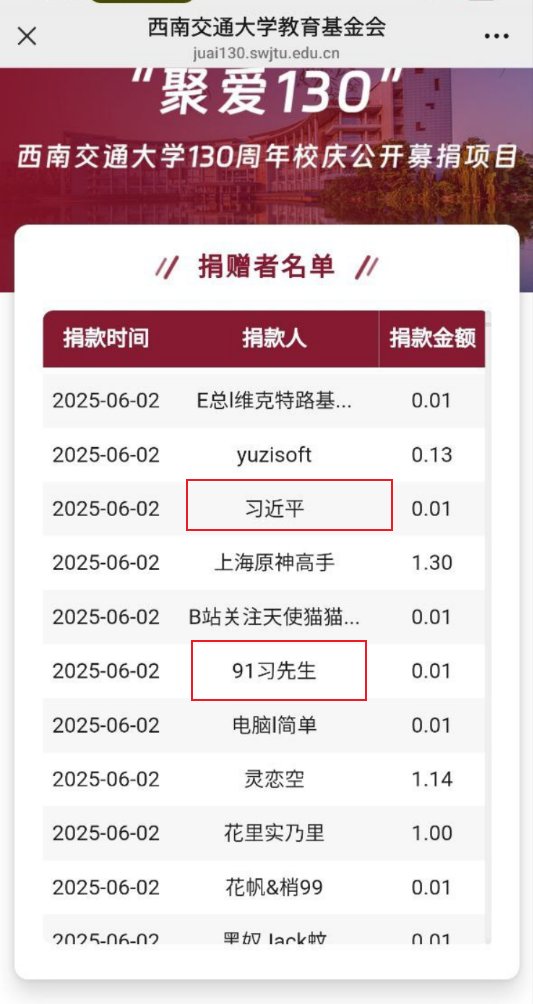 西南交通大学教育基金会
juai130.swjtu.edu.cn
“聚爱130”
西南交通大学130周年校庆公开募捐项目
// 捐赠者名单 //
捐款时间 捐款人 捐款金额
2025-06-02 E总|维克特路基... 0.01
2025-06-02 yuzisoft 0.13
2025-06-02 习近平 0.01
2025-06-02 上海原神高手 1.30
2025-06-02 B站关注天使猫猫... 0.01
2025-06-02 91习先生 0.01
2025-06-02 电脑|简单 0.01
2025-06-02 灵恋空 1.14
2025-06-02 花里实乃里 1.00
2025-06-02 花帆&梢99 0.01
2025-06-02 黑奴Jack蚊 0.01